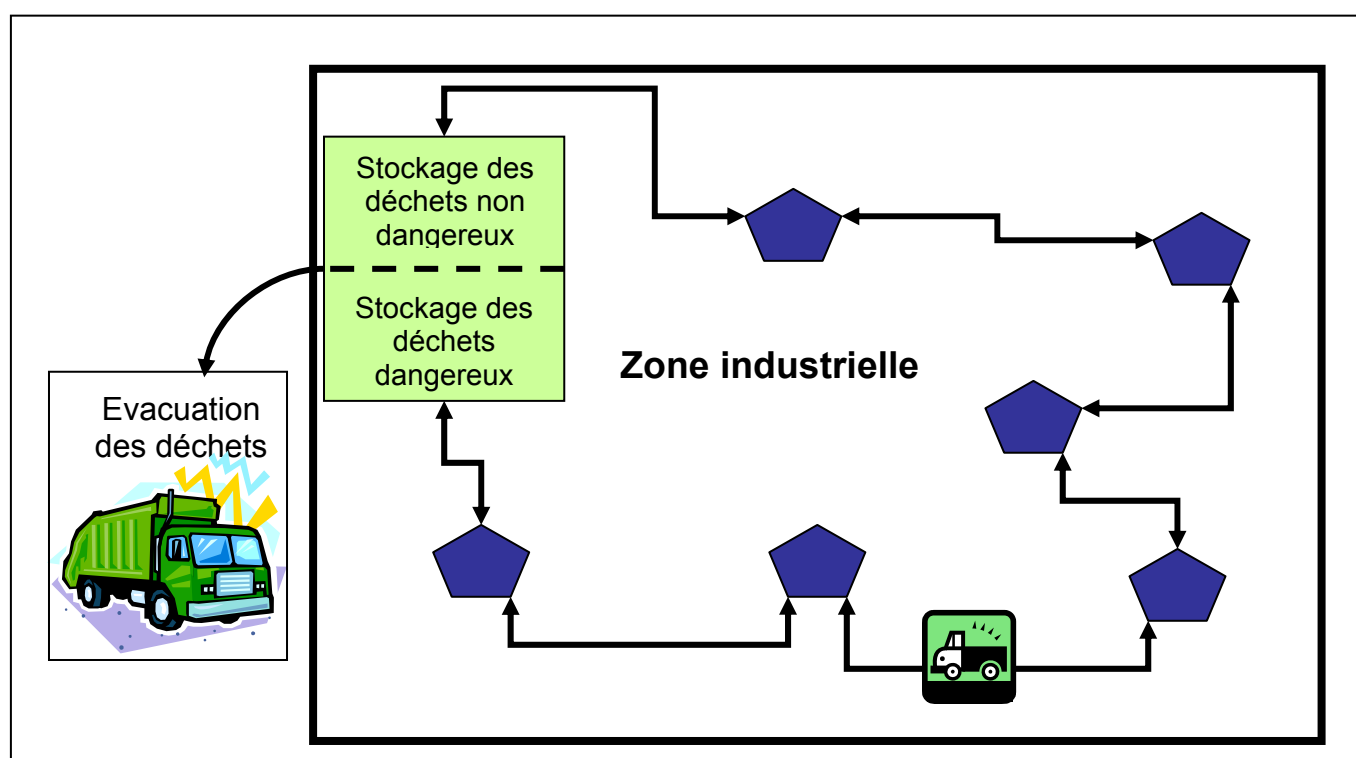 Stockage des
déchets non
dangereux
Stockage des
déchets
dangereux
Zone industrielle
Evacuation
des déchets